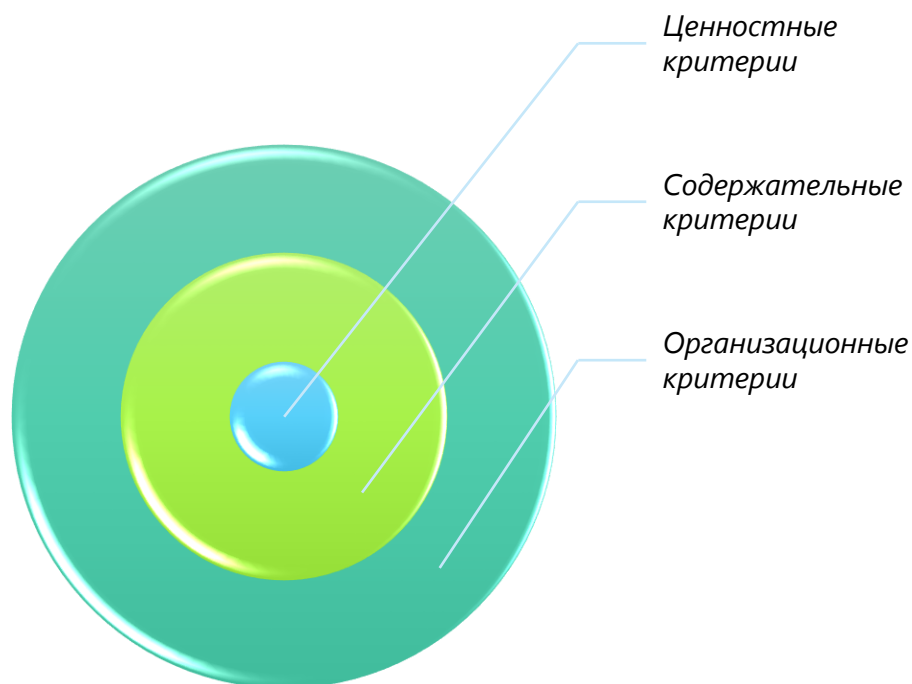 Ценностные
критерии
Содержательные
критерии
Организационные
критерии